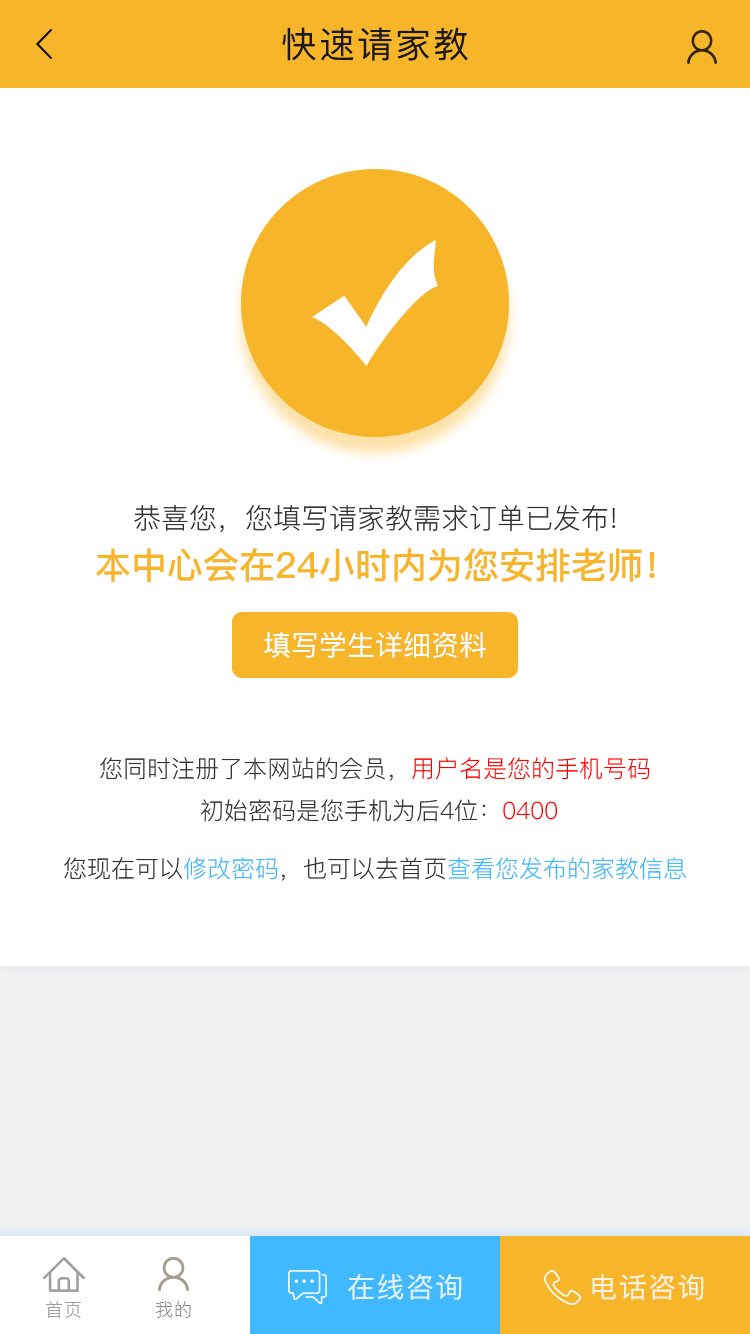 快速请家教
恭喜您，您填写请家教需求订单已发布!
本中心会在24小时内为您安排老师!
填写学生详细资料
您同时注册了本网站的会员，用户名是您的手机号码
初始密码是您手机为后4位：0400
您现在可以修改密码，也可以去首页查看您发布的家教信息
首页
我的
在线咨询
电话咨询